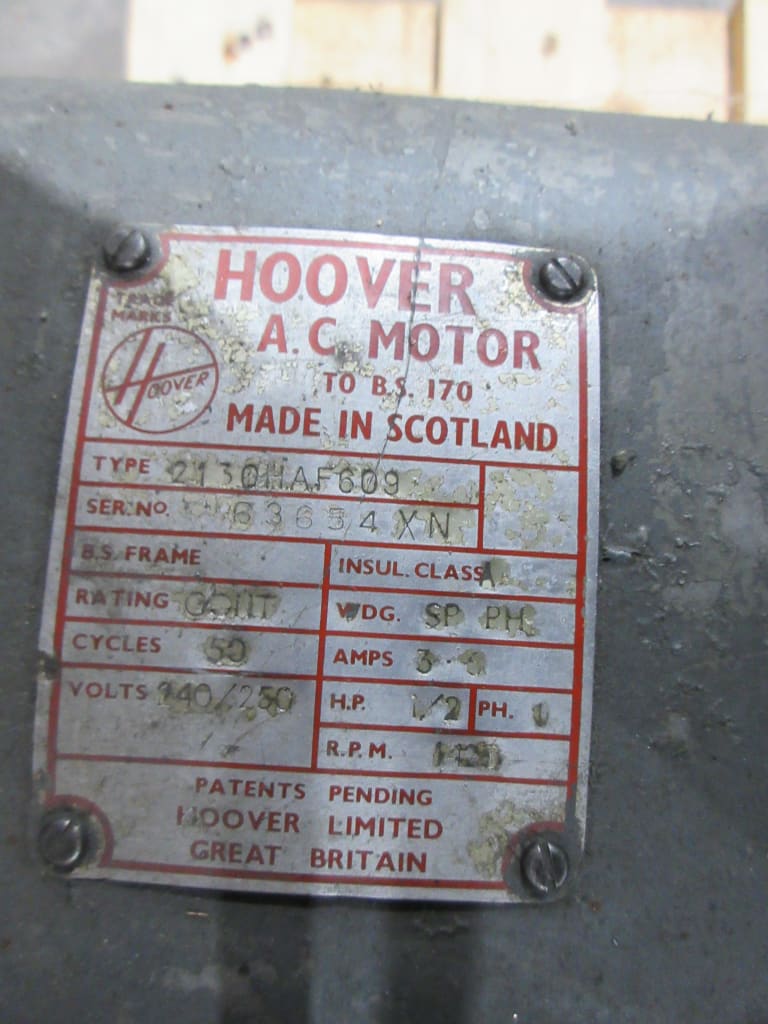 HOOVER
TRADE MARKS
HOOVER
A.C. MOTOR
TO B.S. 170
MADE IN SCOTLAND
TYPE 2130HAF609
SER. No. 63654XN
B.S. FRAME
INSUL. CLASS A
RATING CONT
WDG. SP PH
CYCLES 50
AMPS
VOLTS 240/250
H.P. 1/2 PH. 1
R.P.M.
PATENTS PENDING
HOOVER LIMITED
GREAT BRITAIN